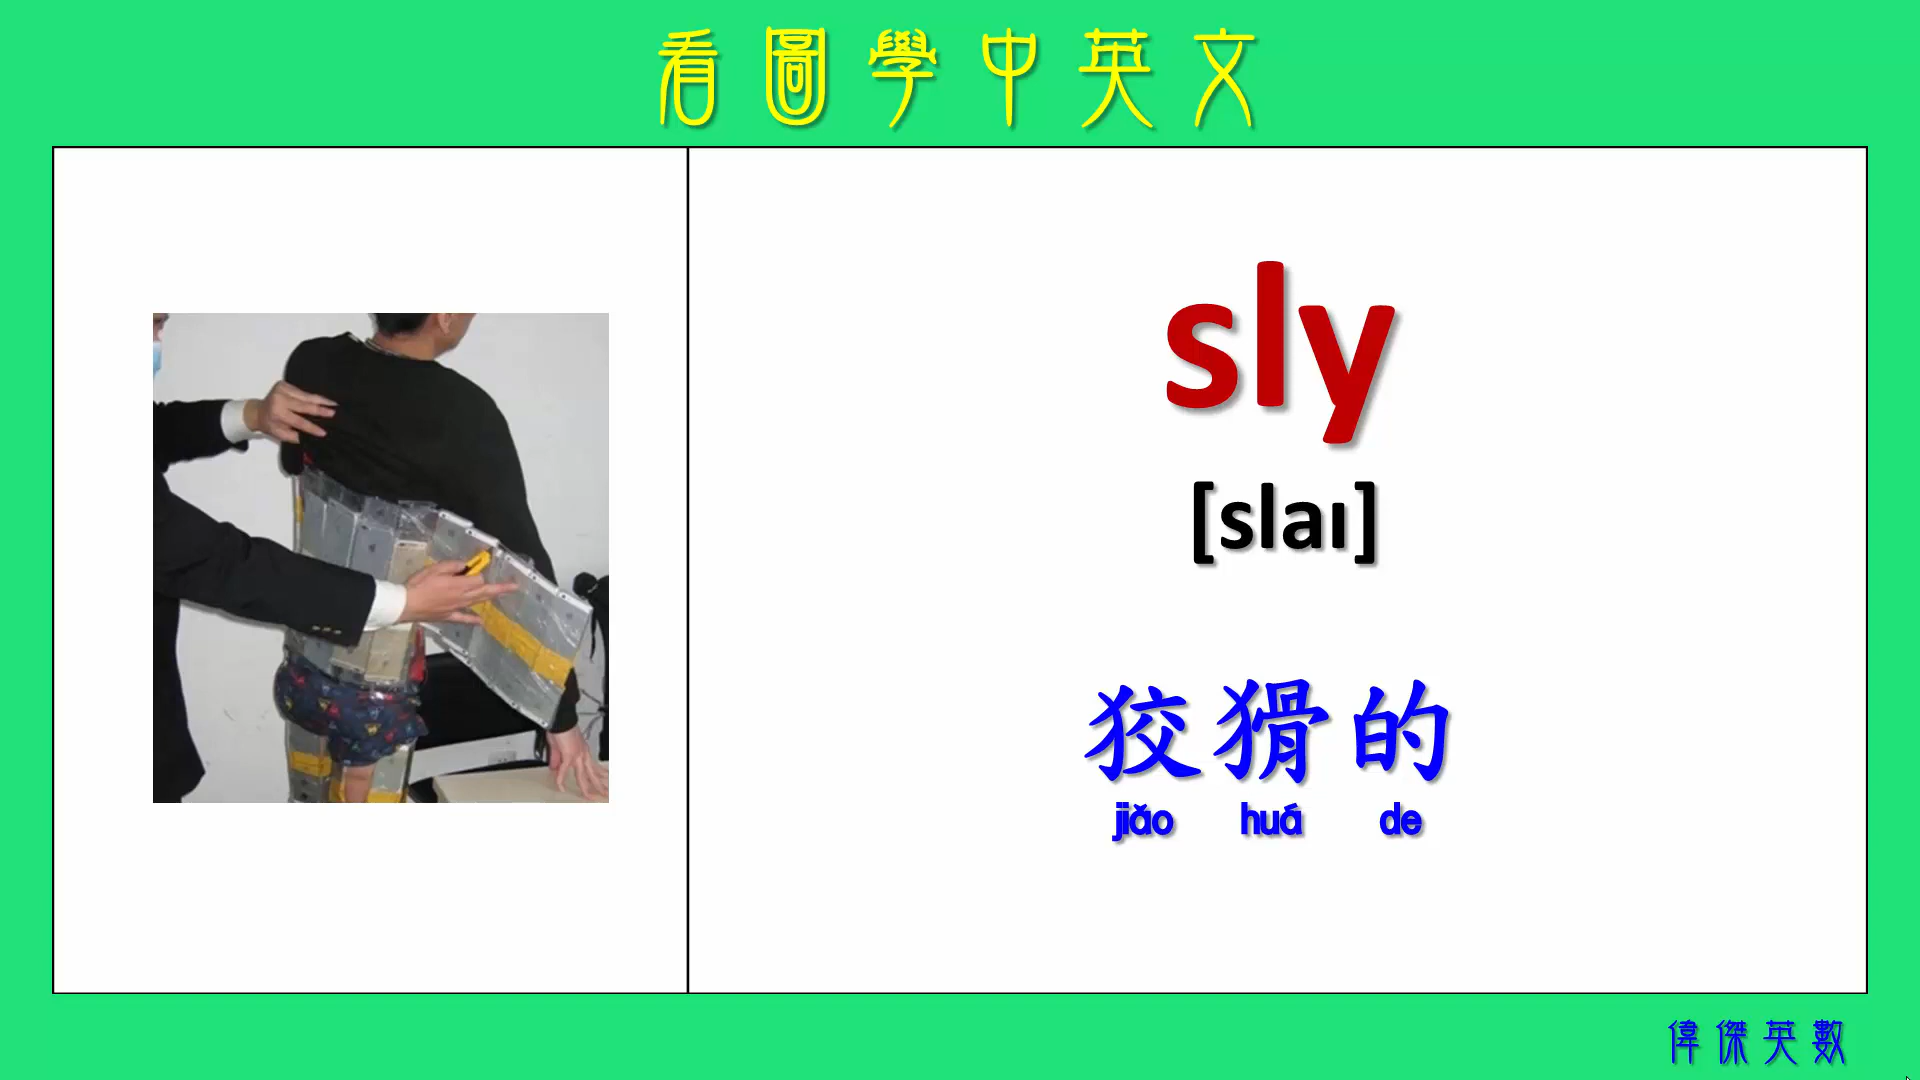 看圖學中英文
sly
[slaɪ]
狡猾的
jiǎo huá de
偉傑英數